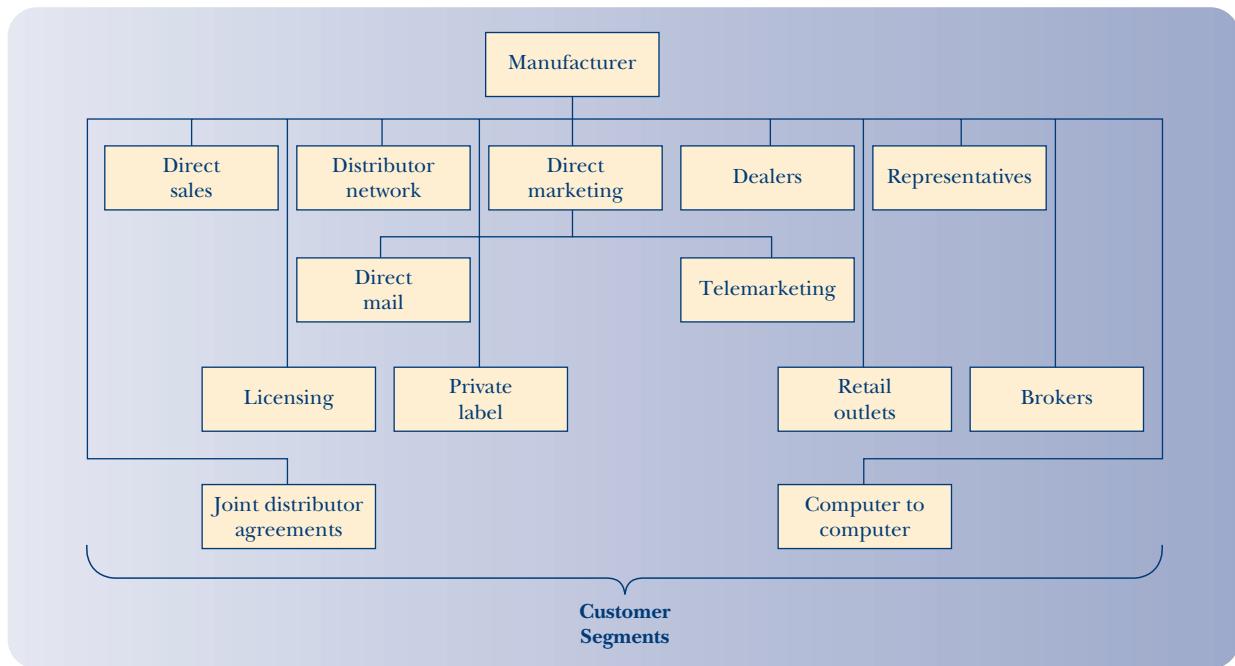 Manufacturer
Direct
sales
Distributor
network
Direct
marketing
Dealers
Representatives
Direct
mail
Telemarketing
Licensing
Private
label
Retail
outlets
Brokers
Joint distributor
agreements
Computer to
computer
Customer
Segments